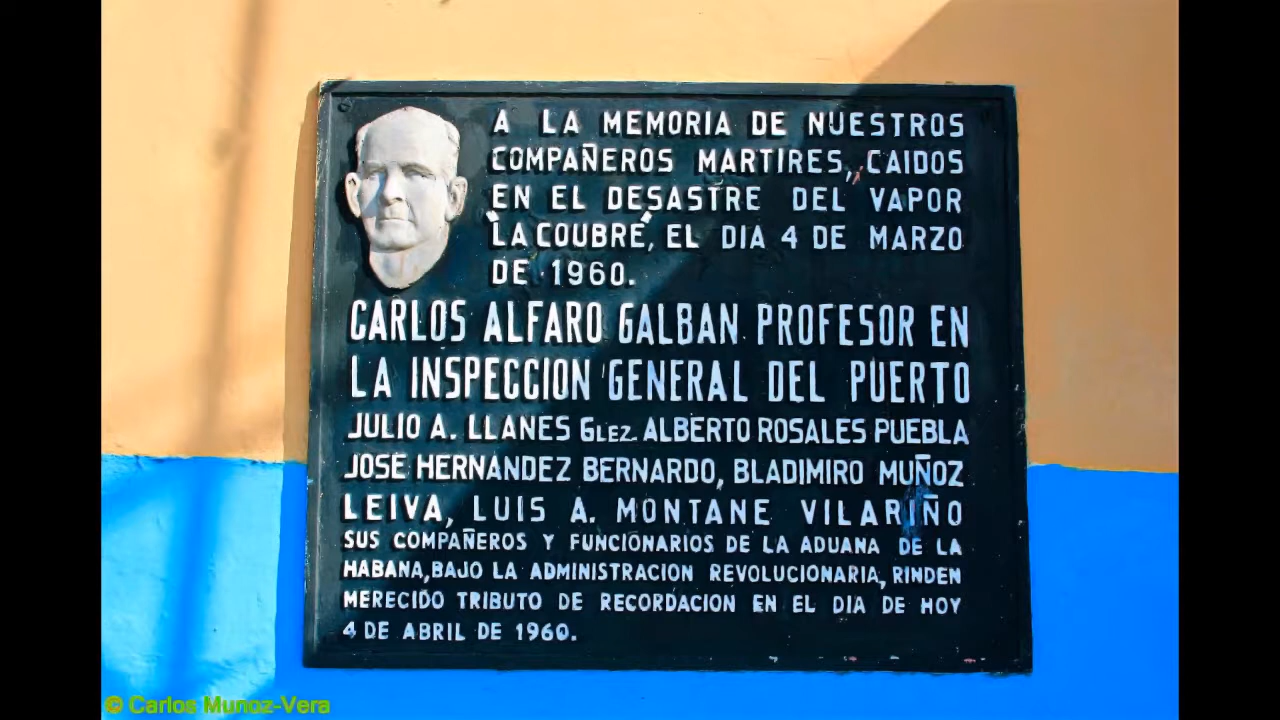 A LA MEMORIA DE NUESTROS
COMPAÑEROS MARTIRES, CAIDOS
EN EL DESASTRE DEL VAPOR
"LA COUBRE", EL DIA 4 DE MARZO
DE 1960.
CARLOS ALFARO GALBAN PROFESOR EN
LA INSPECCION GENERAL DEL PUERTO
JULIO A. LLANES GLEZ. ALBERTO ROSALES PUEBLA
JOSE HERNANDEZ BERNARDO, BLADIMIRO MUÑOZ
LEIVA, LUIS A. MONTANE VILARIÑO
SUS COMPAÑEROS Y FUNCIONARIOS DE LA ADUANA DE LA
HABANA, BAJO LA ADMINISTRACION REVOLUCIONARIA, RINDEN
MERECIDO TRIBUTO DE RECORDACION EN EL DIA DE HOY
4 DE ABRIL DE 1960.
© Carlos Munoz-Vera